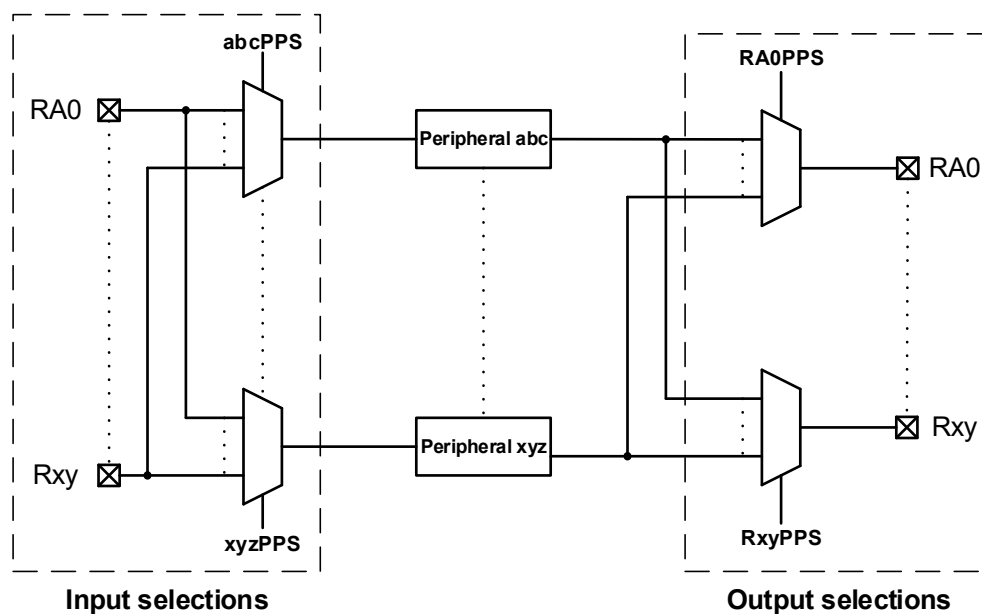 abcPPS
RA0PPS
RA0
Peripheral abc
RA0
Peripheral xyz
Rxy
Rxy
xyzPPS
RxyPPS
Input selections
Output selections